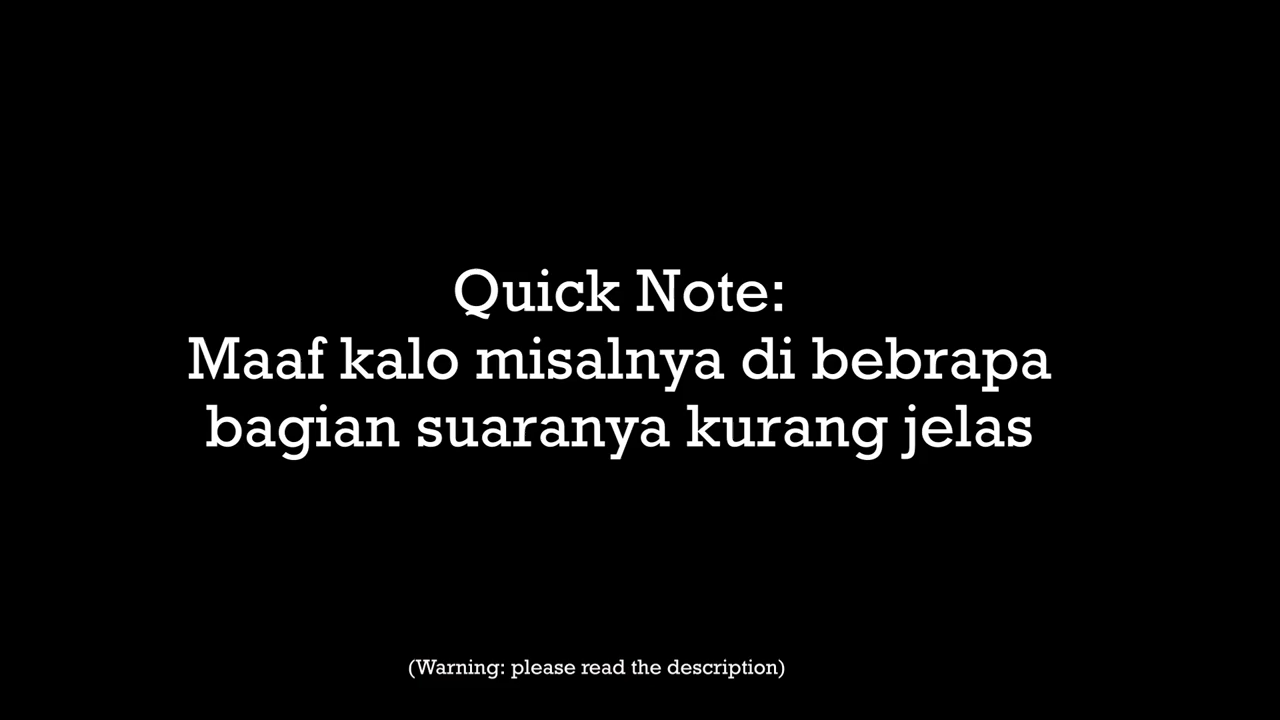 Quick Note:
Maaf kalo misalnya di bebrapa
bagian suaranya kurang jelas
(Warning: please read the description)